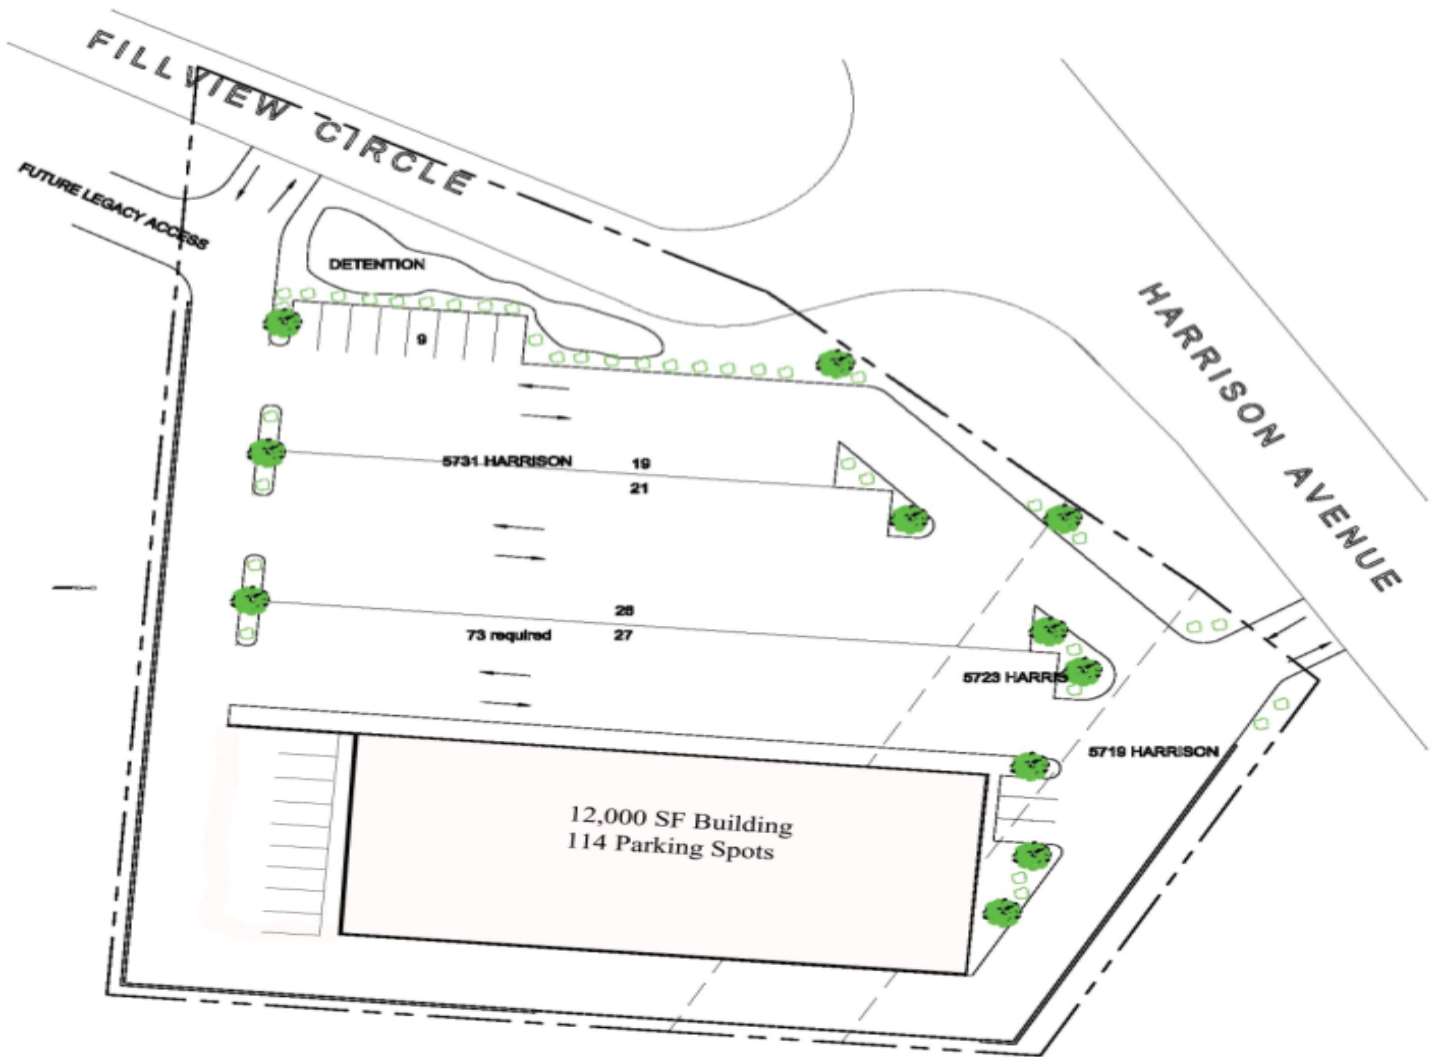 FILLVIEW CIRCLE
FUTURE LEGACY ACCESS
DETENTION
9
HARRISON AVENUE
5731 HARRISON
19
21
26
73 required
27
5723 HARRIS
5719 HARRISON
12,000 SF Building
114 Parking Spots